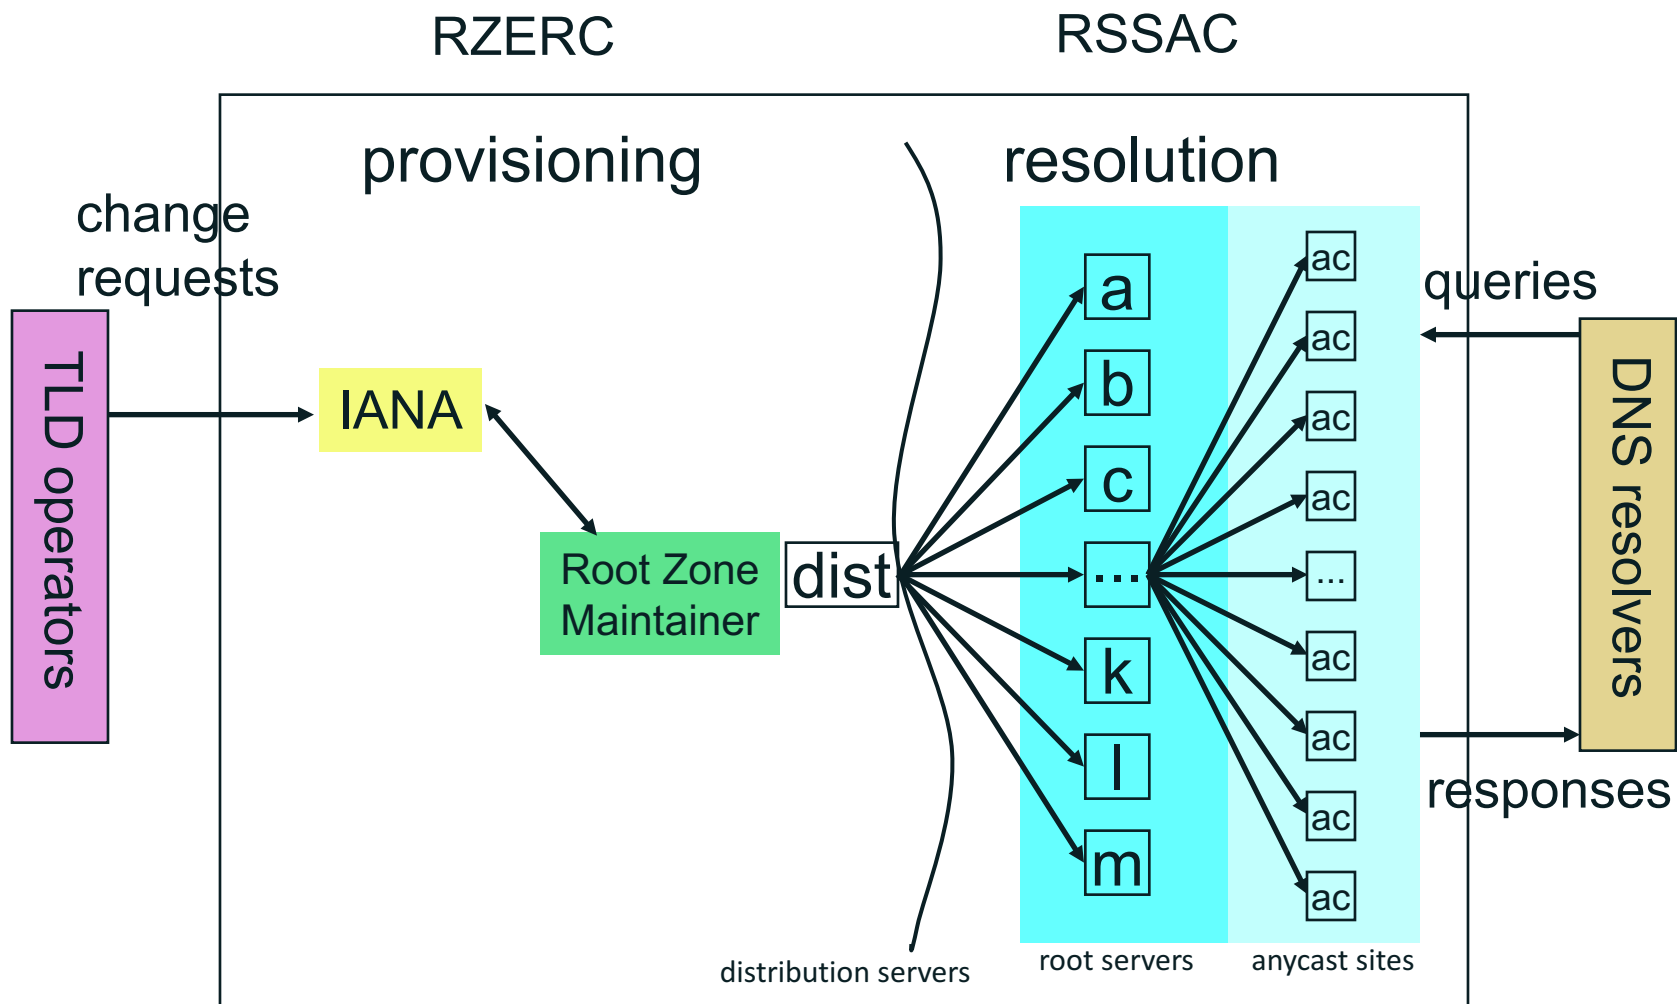 RZERC
RSSAC
provisioning
resolution
change
requests
TLD operators
IANA
Root Zone
Maintainer
dist
a
b
c
...
k
l
m
ac
ac
ac
ac
...
ac
ac
ac
ac
queries
DNS resolvers
responses
distribution servers
root servers
anycast sites